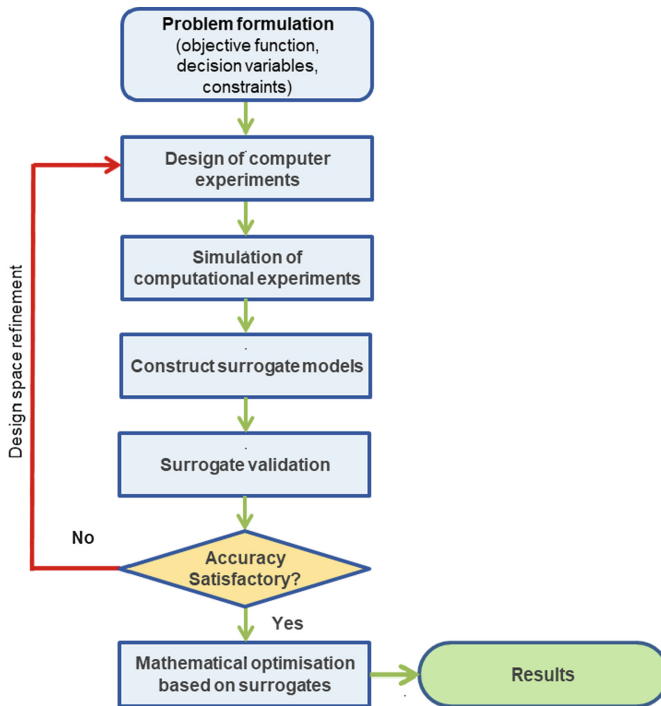 Problem formulation
(objective function,
decision variables,
constraints)
Design of computer
experiments
Simulation of
computational experiments
Construct surrogate models
Surrogate validation
Design space refinement
No
Accuracy
Satisfactory?
Yes
Mathematical optimisation
based on surrogates
Results